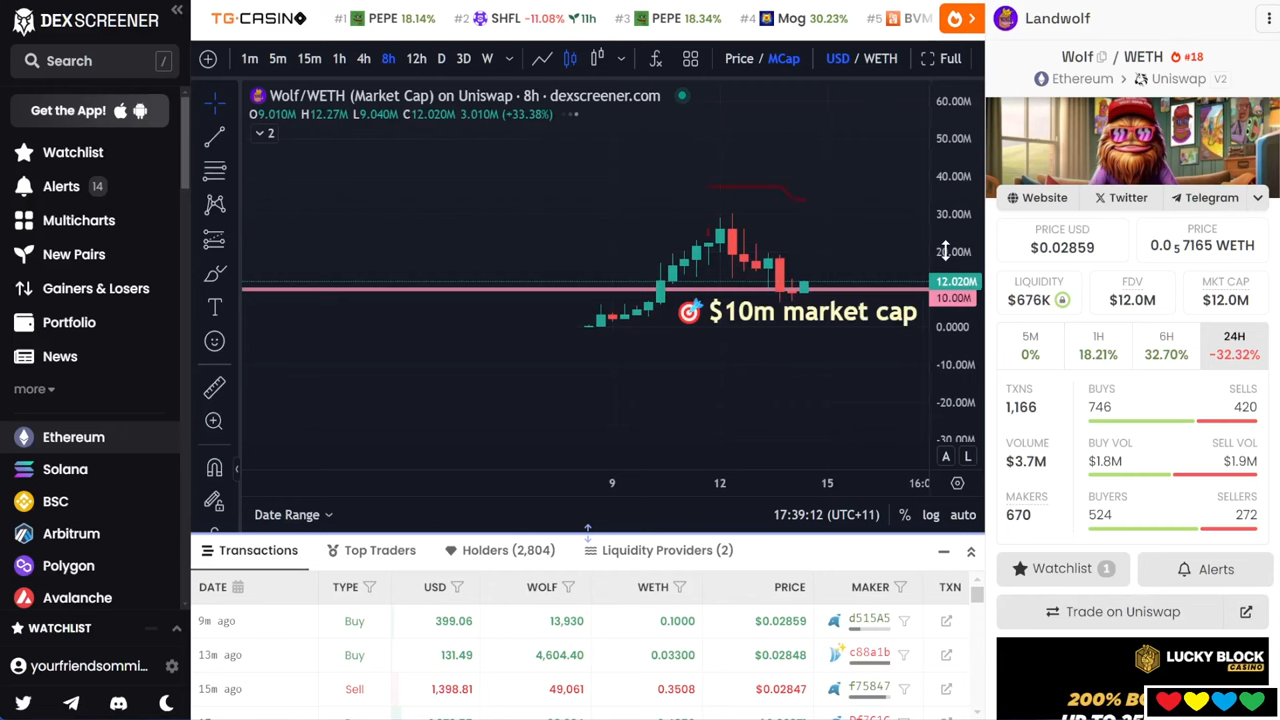 DEXSCREENER
Search
/
Get the App!
Watchlist
Alerts 14
Multicharts
New Pairs
Gainers & Losers
Portfolio
News
more
Ethereum
Solana
BSC
Arbitrum
Polygon
Avalanche
WATCHLIST
yourfriendsommi...
TG.CASINO
#1 PEPE 18.14% #2 SHFL -11.08% 11h #3 PEPE 18.34% #4 Mog 30.23% #5 BVM
1m 5m 15m 1h 4h 8h 12h D 3D W Price / MCap USD / WETH Full
Wolf/WETH (Market Cap) on Uniswap · 8h · dexscreener.com
O9.010M H12.27M L9.040M C12.020M 3.010M (+33.38%)
2
60.00M
50.00M
40.00M
30.00M
20.00M
12.020M
10.00M
0.0000
-10.00M
-20.00M
-30.00M
$10m market cap
A L
9 12 15 16:0
Date Range
17:39:12 (UTC+11) % log auto
Transactions Top Traders Holders (2,804) Liquidity Providers (2)
DATE TYPE USD WOLF WETH PRICE MAKER TXN
9m ago Buy 399.06 13,930 0.1000 $0.02859 d515A5
13m ago Buy 131.49 4,604.40 0.03300 $0.02848 c88a1b
15m ago Sell 1,398.81 49,061 0.3508 $0.02847 f75847
Landwolf
Wolf / WETH #18
Ethereum > Uniswap V2
Website Twitter Telegram
PRICE USD
$0.02859
PRICE
0.0₅7165 WETH
LIQUIDITY
$676K
FDV
$12.0M
MKT CAP
$12.0M
5M
0%
1H
18.21%
6H
32.70%
24H
-32.32%
TXNS
1,166
BUYS
746
SELLS
420
VOLUME
$3.7M
BUY VOL
$1.8M
SELL VOL
$1.9M
MAKERS
670
BUYERS
524
SELLERS
272
Watchlist 1
Alerts
Trade on Uniswap
LUCKY BLOCK
CASINO
200% BO